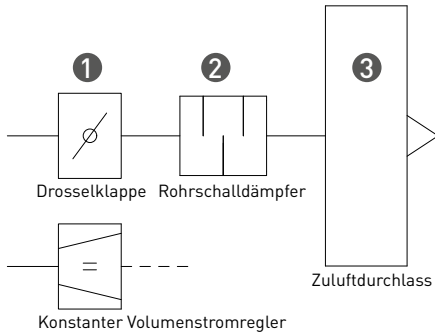 1
2
3
Drosselklappe
Rohrschalldämpfer
=
Zuluftdurchlass
Konstanter Volumenstromregler